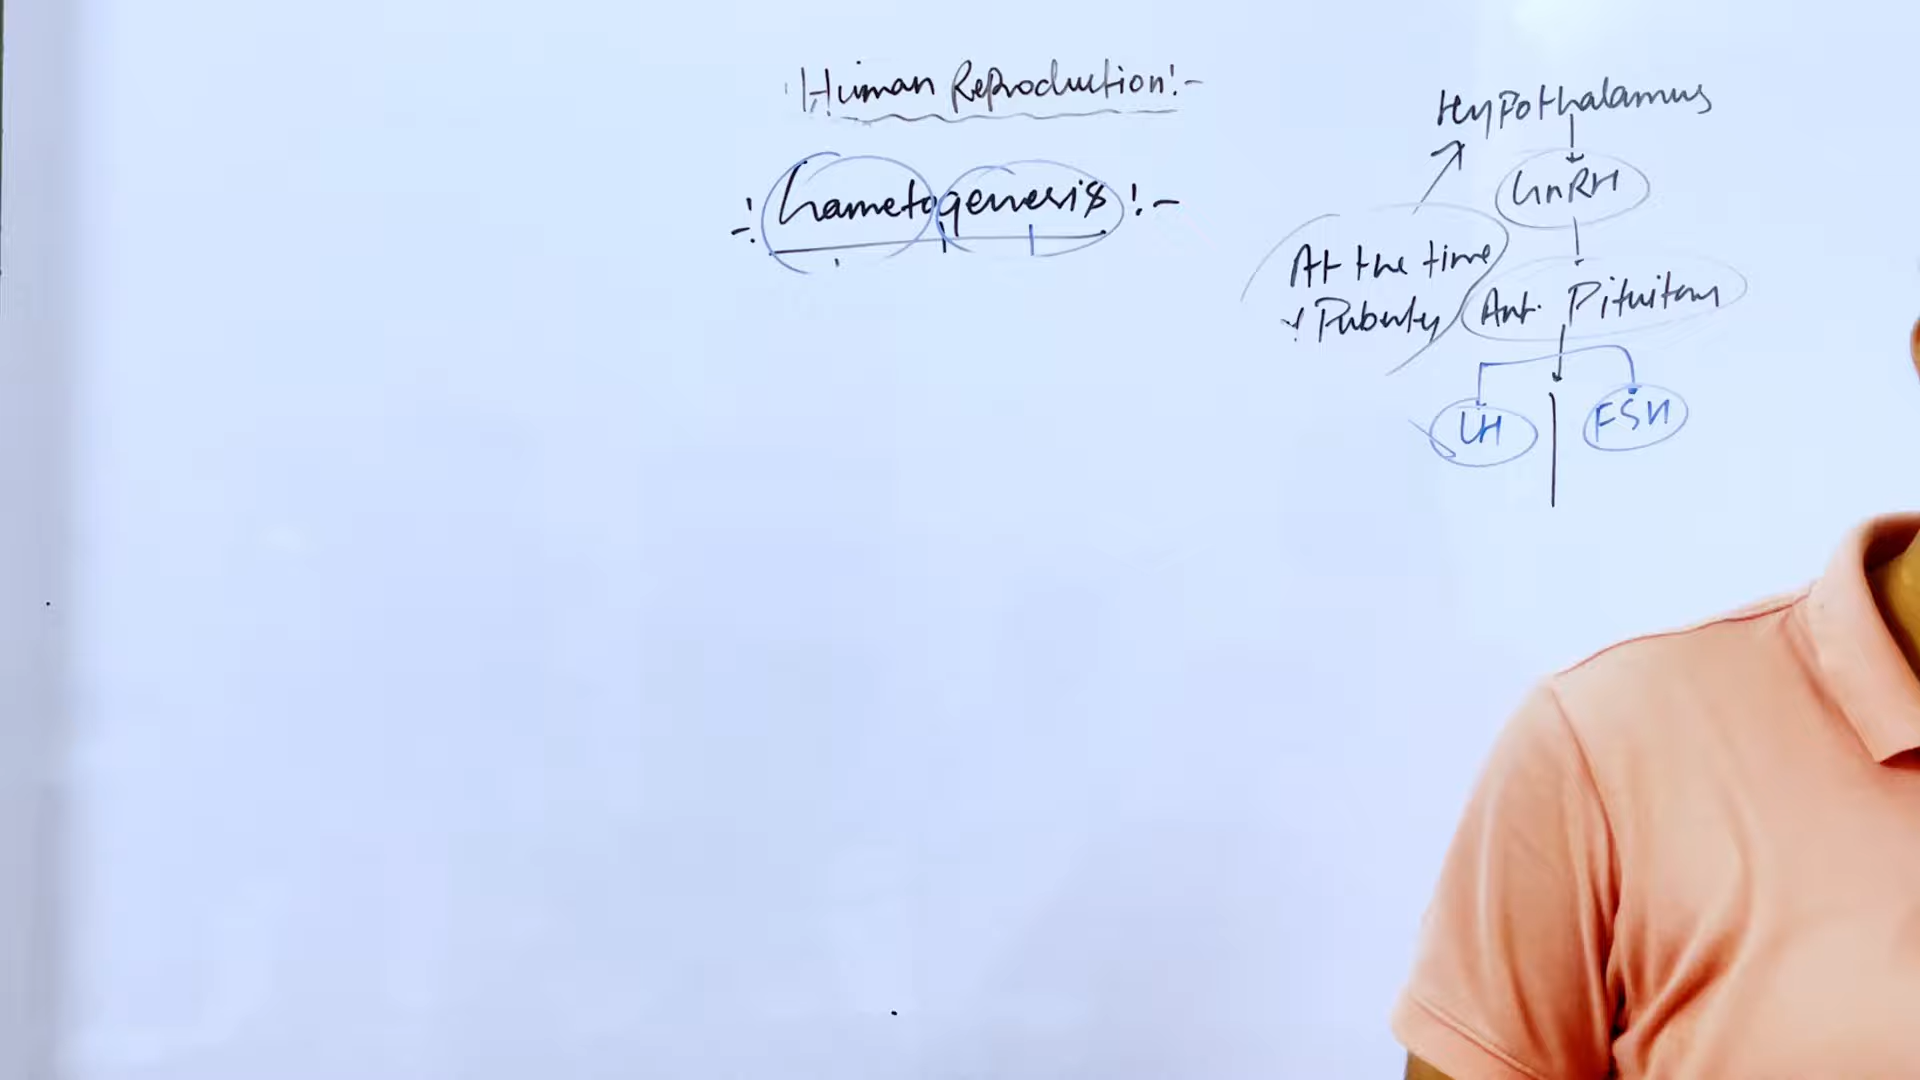 Human Reproduction:-
:- Gametogenesis :-
Hypothalamus
GnRH
At the time
of Puberty
Ant. Pituitary
LH
FSH